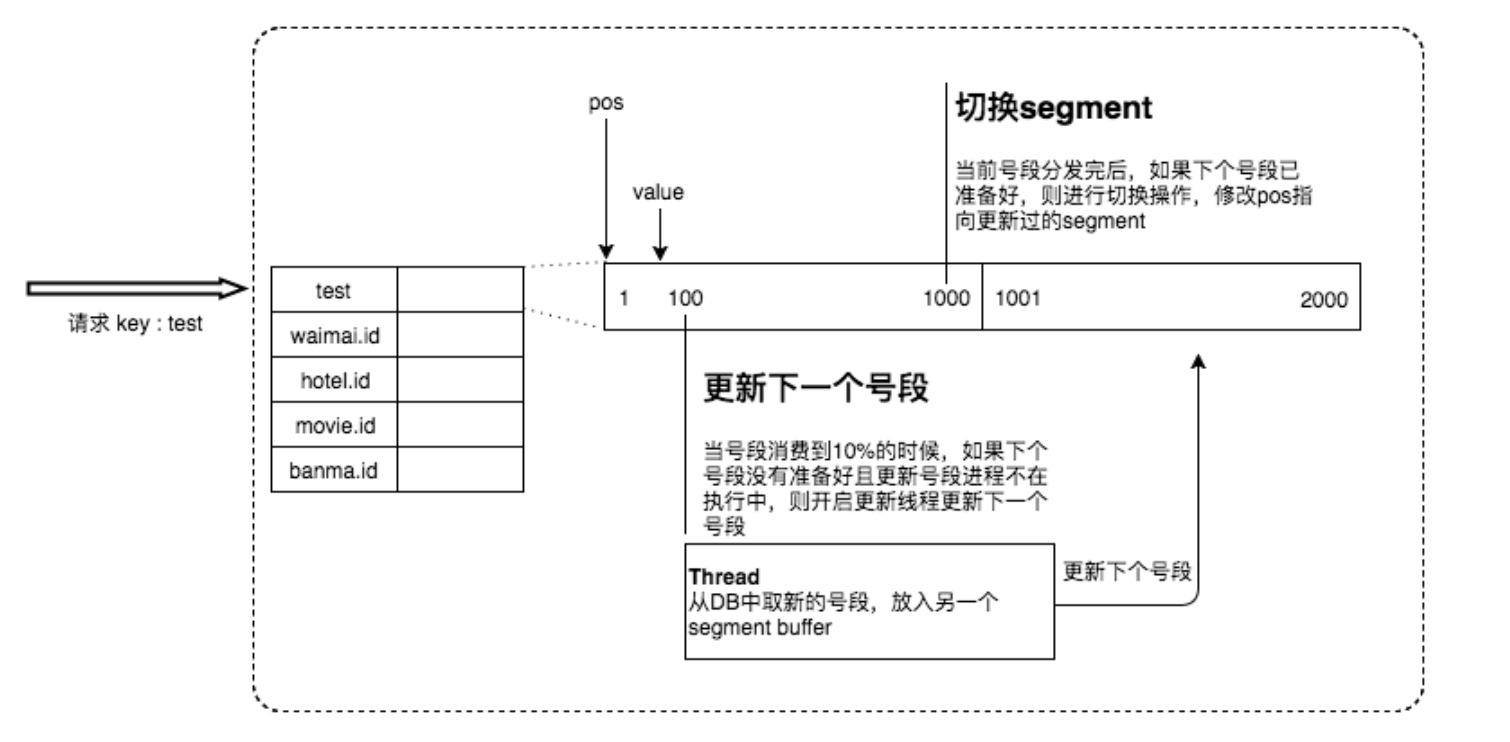 pos
切换segment
当前号段分发完后，如果下个号段已
准备好，则进行切换操作，修改pos指
向更新过的segment
value
请求 key : test
test
waimai.id
hotel.id
movie.id
banma.id
1 100 1000 1001 2000
更新下一个号段
当号段消费到10%的时候，如果下个
号段没有准备好且更新号段进程不在
执行中，则开启更新线程更新下一个
号段
Thread
从DB中取新的号段，放入另一个
segment buffer
更新下个号段